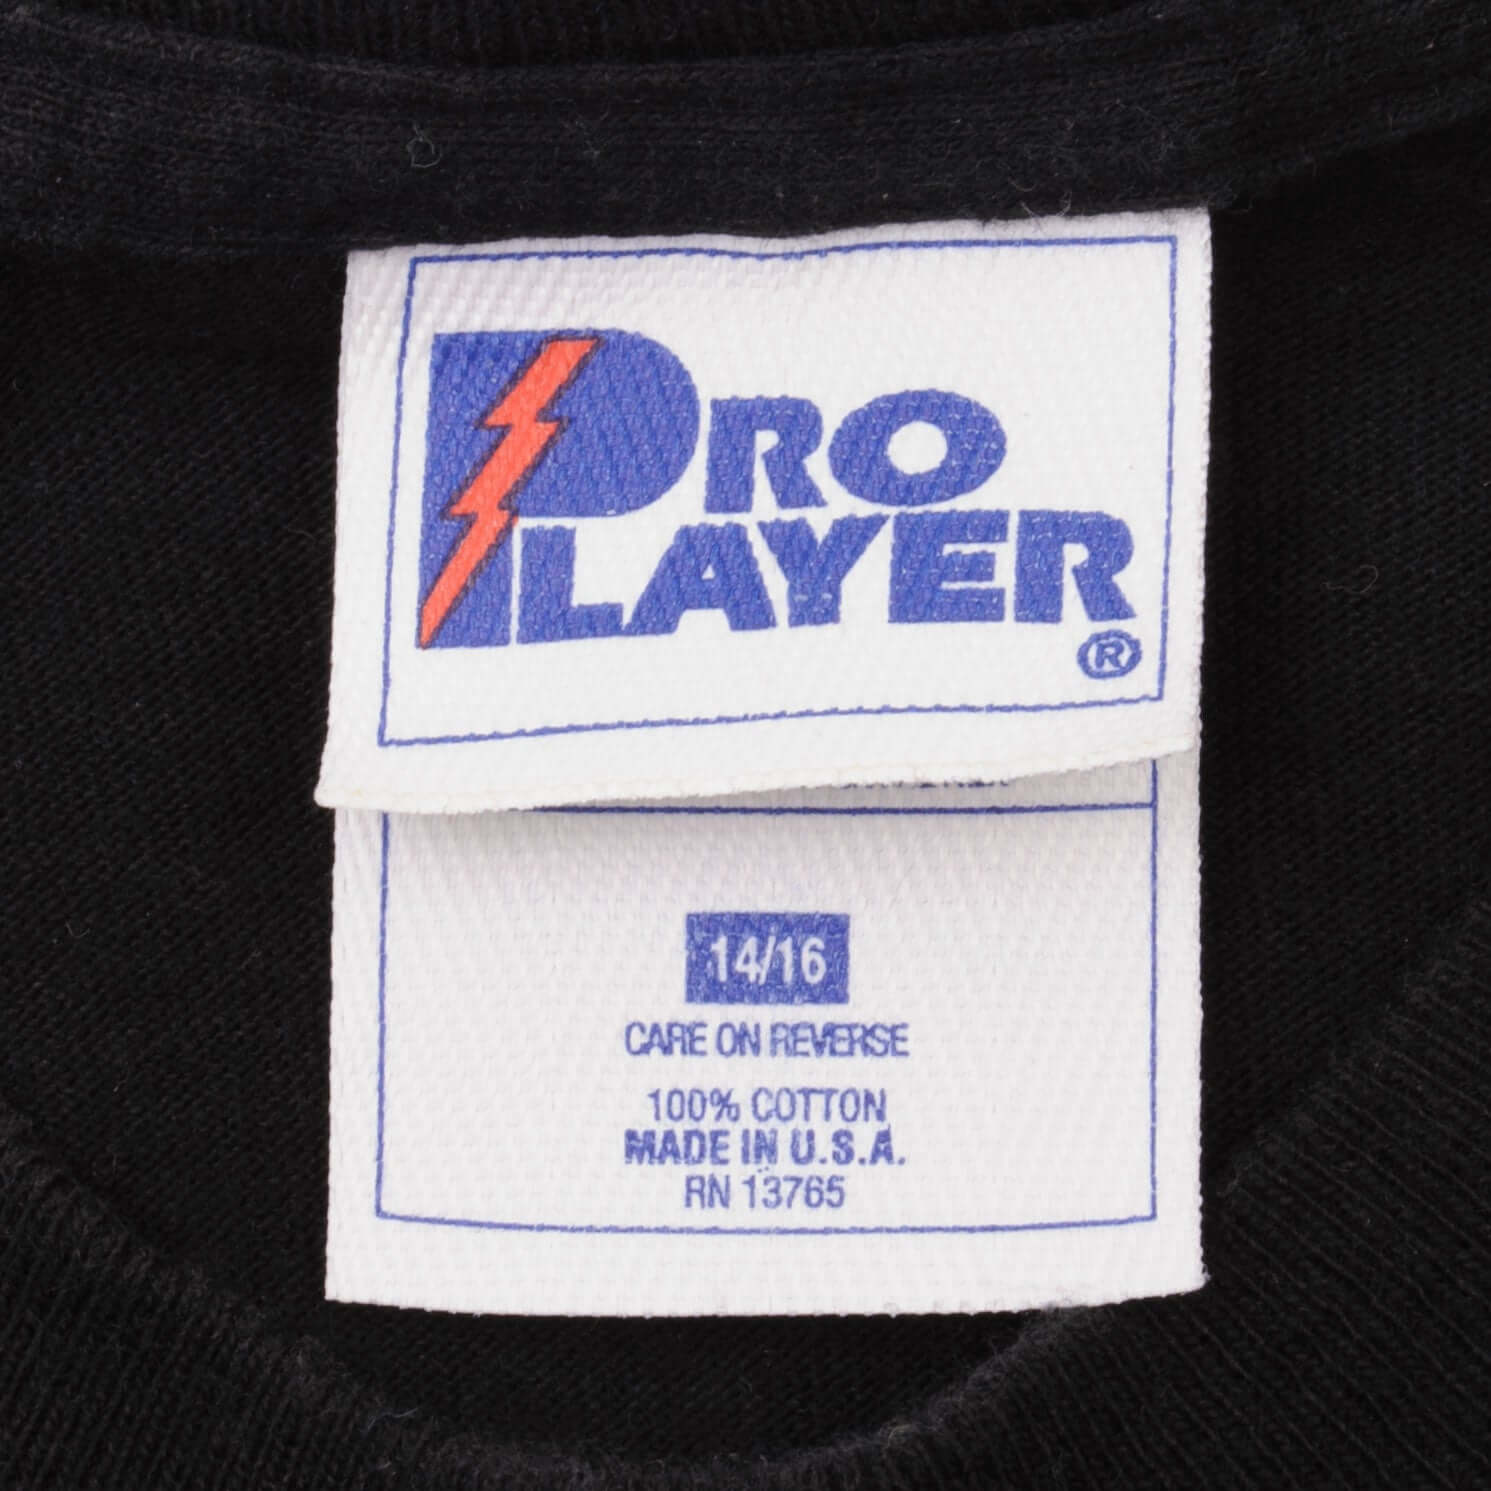 PRO
PLAYER
®
14/16
CARE ON REVERSE
100% COTTON
MADE IN U.S.A.
RN 13765